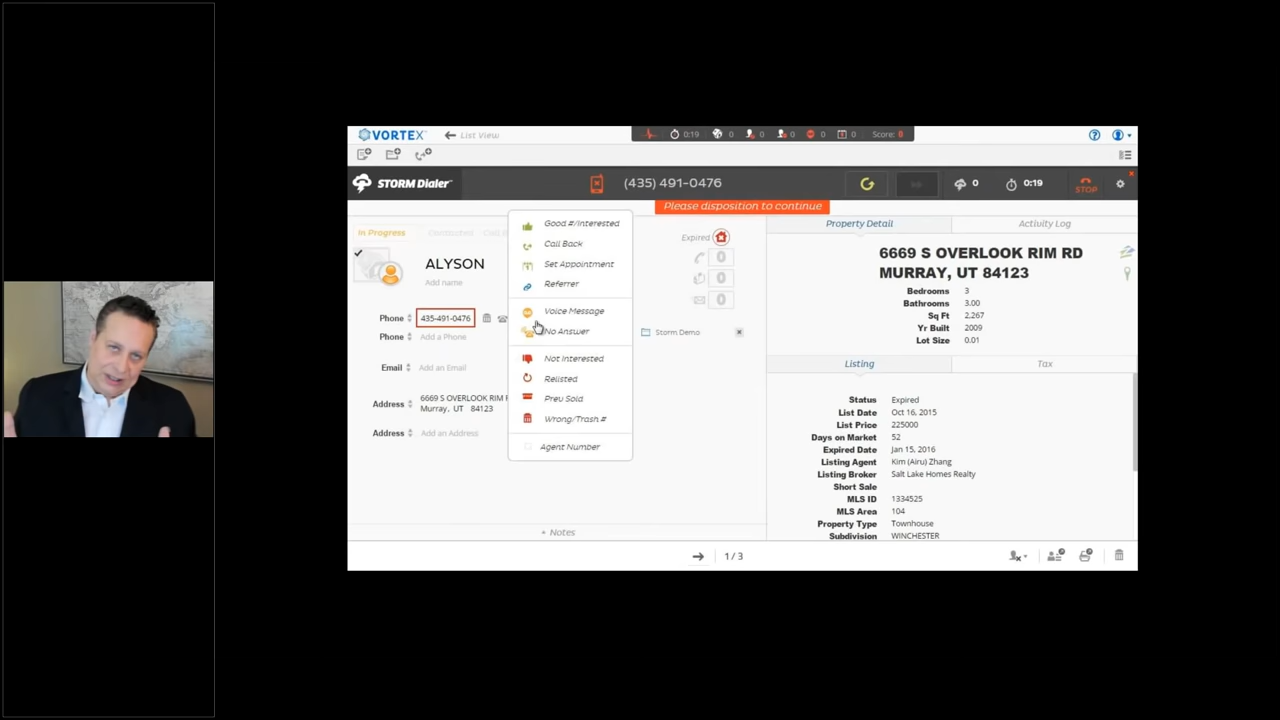 VORTEX
List View
0:19
0
0
0
0
0
Score: 0
STORM Dialer
(435) 491-0476
0
0:19
STOP
Please disposition to continue
In Progress
Contacted
ALYSON
Add name
Phone
435-491-0476
Phone
Add a Phone
Email
Add an Email
Address
6669 S OVERLOOK RIM
Murray, UT 84123
Address
Add an Address
+ Notes
Good #/Interested
Call Back
Set Appointment
Referrer
Voice Message
No Answer
Not Interested
Relisted
Prev Sold
Wrong/Trash #
Agent Number
Expired
0
0
0
Storm Demo
Property Detail
Activity Log
6669 S OVERLOOK RIM RD
MURRAY, UT 84123
Bedrooms 3
Bathrooms 3.00
Sq Ft 2,267
Yr Built 2009
Lot Size 0.01
Listing
Tax
Status Expired
List Date Oct 16, 2015
List Price 225000
Days on Market 52
Expired Date Jan 15, 2016
Listing Agent Kim (Airu) Zhang
Listing Broker Salt Lake Homes Realty
Short Sale
MLS ID 1334525
MLS Area 104
Property Type Townhouse
Subdivision WINCHESTER
1 / 3